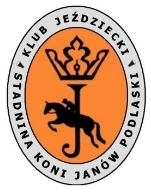 KLUB JEŹDZIECKI
STADNINA KONI JANÓW PODLASKI
J